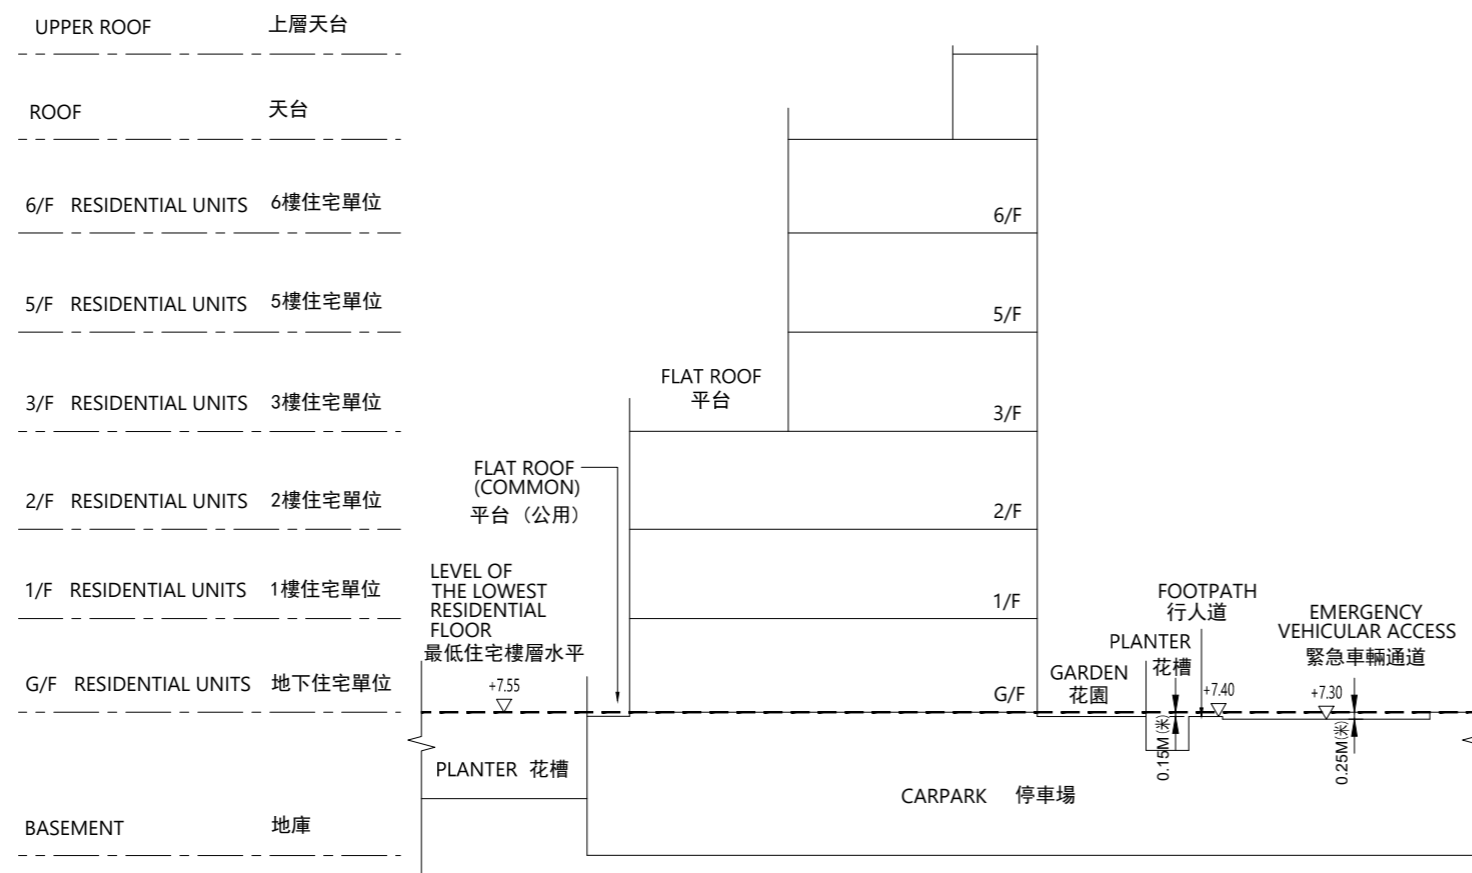 UPPER ROOF 上層天台
ROOF 天台
6/F RESIDENTIAL UNITS 6樓住宅單位
6/F
5/F RESIDENTIAL UNITS 5樓住宅單位
5/F
FLAT ROOF
平台
3/F RESIDENTIAL UNITS 3樓住宅單位
3/F
FLAT ROOF
(COMMON)
平台（公用）
2/F RESIDENTIAL UNITS 2樓住宅單位
2/F
LEVEL OF
THE LOWEST
RESIDENTIAL
FLOOR
最低住宅樓層水平
+7.55
1/F RESIDENTIAL UNITS 1樓住宅單位
1/F
FOOTPATH
行人道
EMERGENCY
VEHICULAR ACCESS
緊急車輛通道
PLANTER
花槽
GARDEN
花園
G/F RESIDENTIAL UNITS 地下住宅單位
G/F
+7.40
+7.30
0.15M(米)
0.25M(米)
PLANTER 花槽
CARPARK 停車場
BASEMENT 地庫